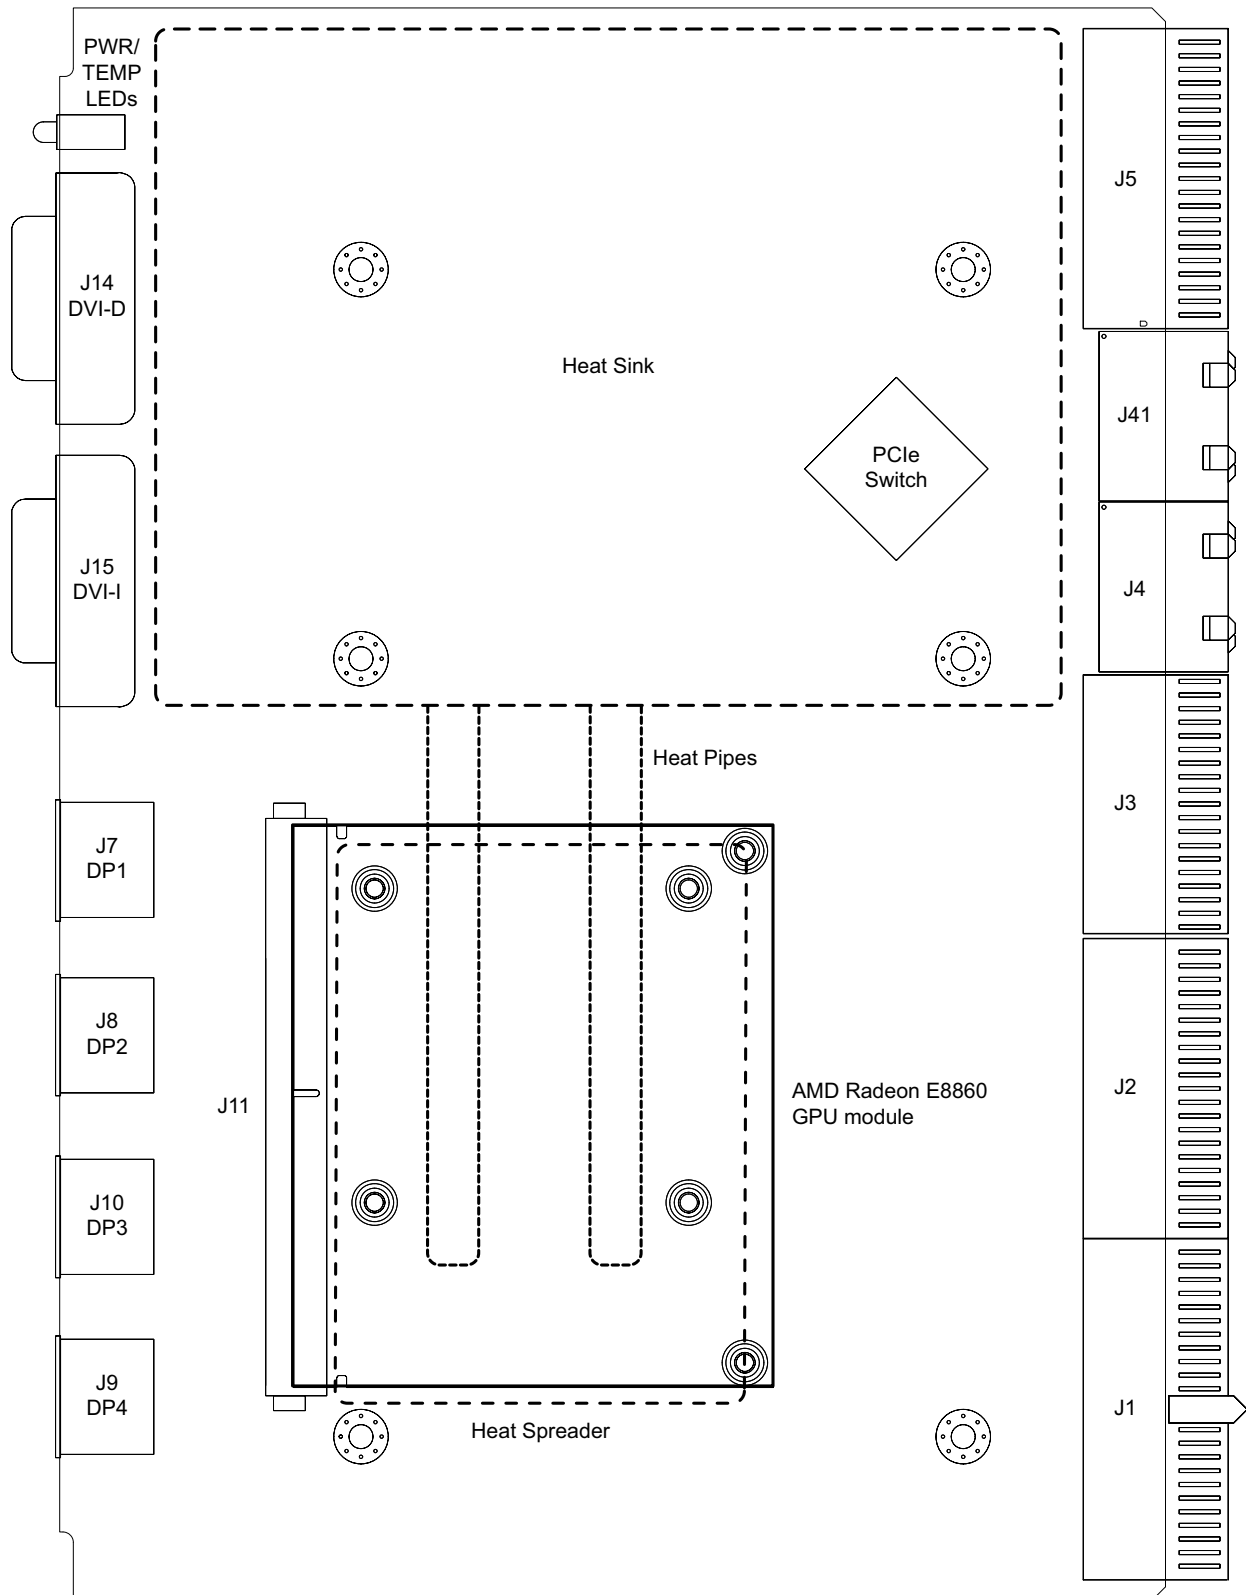 PWR/
TEMP
LEDs
J14
DVI-D
J15
DVI-I
Heat Sink
PCIe
Switch
J5
J41
J4
Heat Pipes
J3
J7
DP1
J8
DP2
J11
AMD Radeon E8860
GPU module
J2
J10
DP3
J9
DP4
Heat Spreader
J1